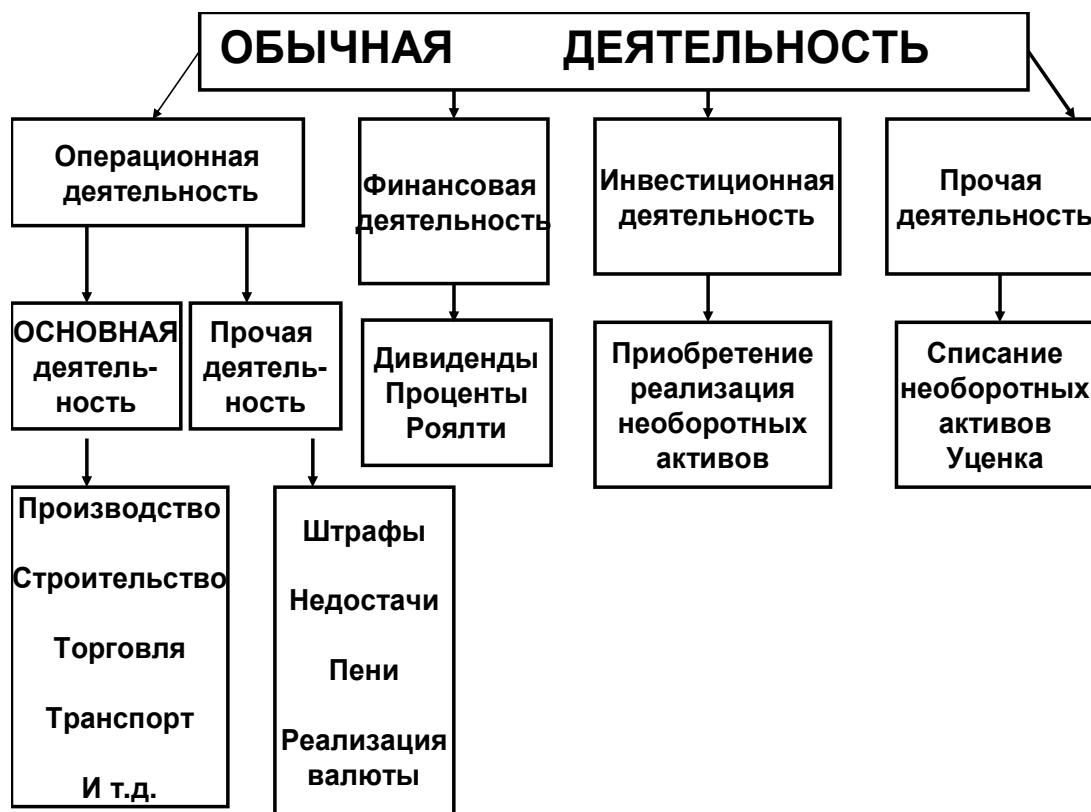 ОБЫЧНАЯ ДЕЯТЕЛЬНОСТЬ
Операционная
деятельность
Финансовая
деятельность
Инвестиционная
деятельность
Прочая
деятельность
ОСНОВНАЯ
деятель-
ность
Прочая
деятель-
ность
Дивиденды
Проценты
Роялти
Приобретение
реализация
необоротных
активов
Списание
необоротных
активов
Уценка
Производство
Строительство
Торговля
Транспорт
И т.д.
Штрафы
Недостачи
Пени
Реализация
валюты